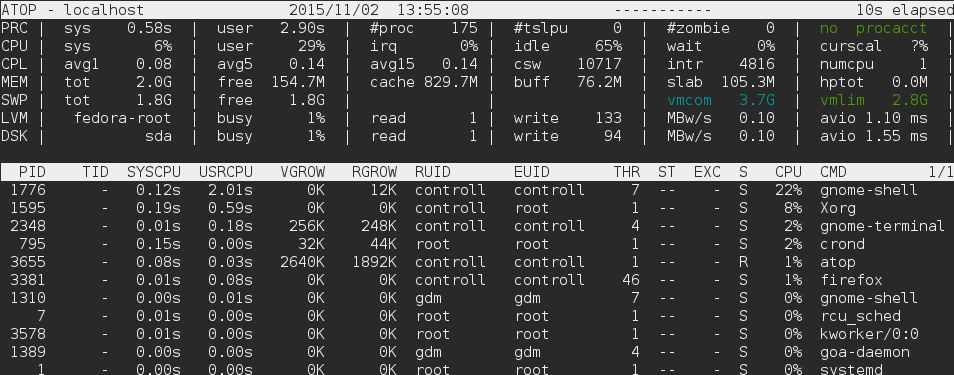 ATOP - localhost 2015/11/02 13:55:08 ----------- 10s elapsed
PRC | sys 0.58s | user 2.90s | #proc 175 | #tslpu 0 | #zombie 0 | no procacct |
CPU | sys 6% | user 29% | irq 0% | idle 65% | wait 0% | curscal ?% |
CPL | avg1 0.08 | avg5 0.14 | avg15 0.14 | csw 10717 | intr 4816 | numcpu 1 |
MEM | tot 2.0G | free 154.7M | cache 829.7M | buff 76.2M | slab 105.3M | hptot 0.0M |
SWP | tot 1.8G | free 1.8G | | | vmcom 3.7G | vmlim 2.8G |
LVM | fedora-root | busy 1% | read 1 | write 133 | MBw/s 0.10 | avio 1.10 ms |
DSK | sda | busy 1% | read 1 | write 94 | MBw/s 0.10 | avio 1.55 ms |
PID TID SYSCPU USRCPU VGROW RGROW RUID EUID THR ST EXC S CPU CMD 1/1
1776 - 0.12s 2.01s 0K 12K controll controll 7 -- - S 22% gnome-shell
1595 - 0.19s 0.59s 0K 0K controll root 1 -- - S 8% Xorg
2348 - 0.01s 0.18s 256K 248K controll controll 4 -- - S 2% gnome-terminal
795 - 0.15s 0.00s 32K 44K root root 1 -- - S 2% crond
3655 - 0.08s 0.03s 2640K 1892K controll root 1 -- - R 1% atop
3381 - 0.01s 0.08s 0K 0K controll controll 46 -- - S 1% firefox
1310 - 0.00s 0.01s 0K 0K gdm gdm 7 -- - S 0% gnome-shell
7 - 0.01s 0.00s 0K 0K root root 1 -- - S 0% rcu_sched
3578 - 0.01s 0.00s 0K 0K root root 1 -- - S 0% kworker/0:0
1389 - 0.00s 0.00s 0K 0K gdm gdm 4 -- - S 0% goa-daemon
1 - 0.00s 0.00s 0K 0K root root 1 -- - S 0% systemd